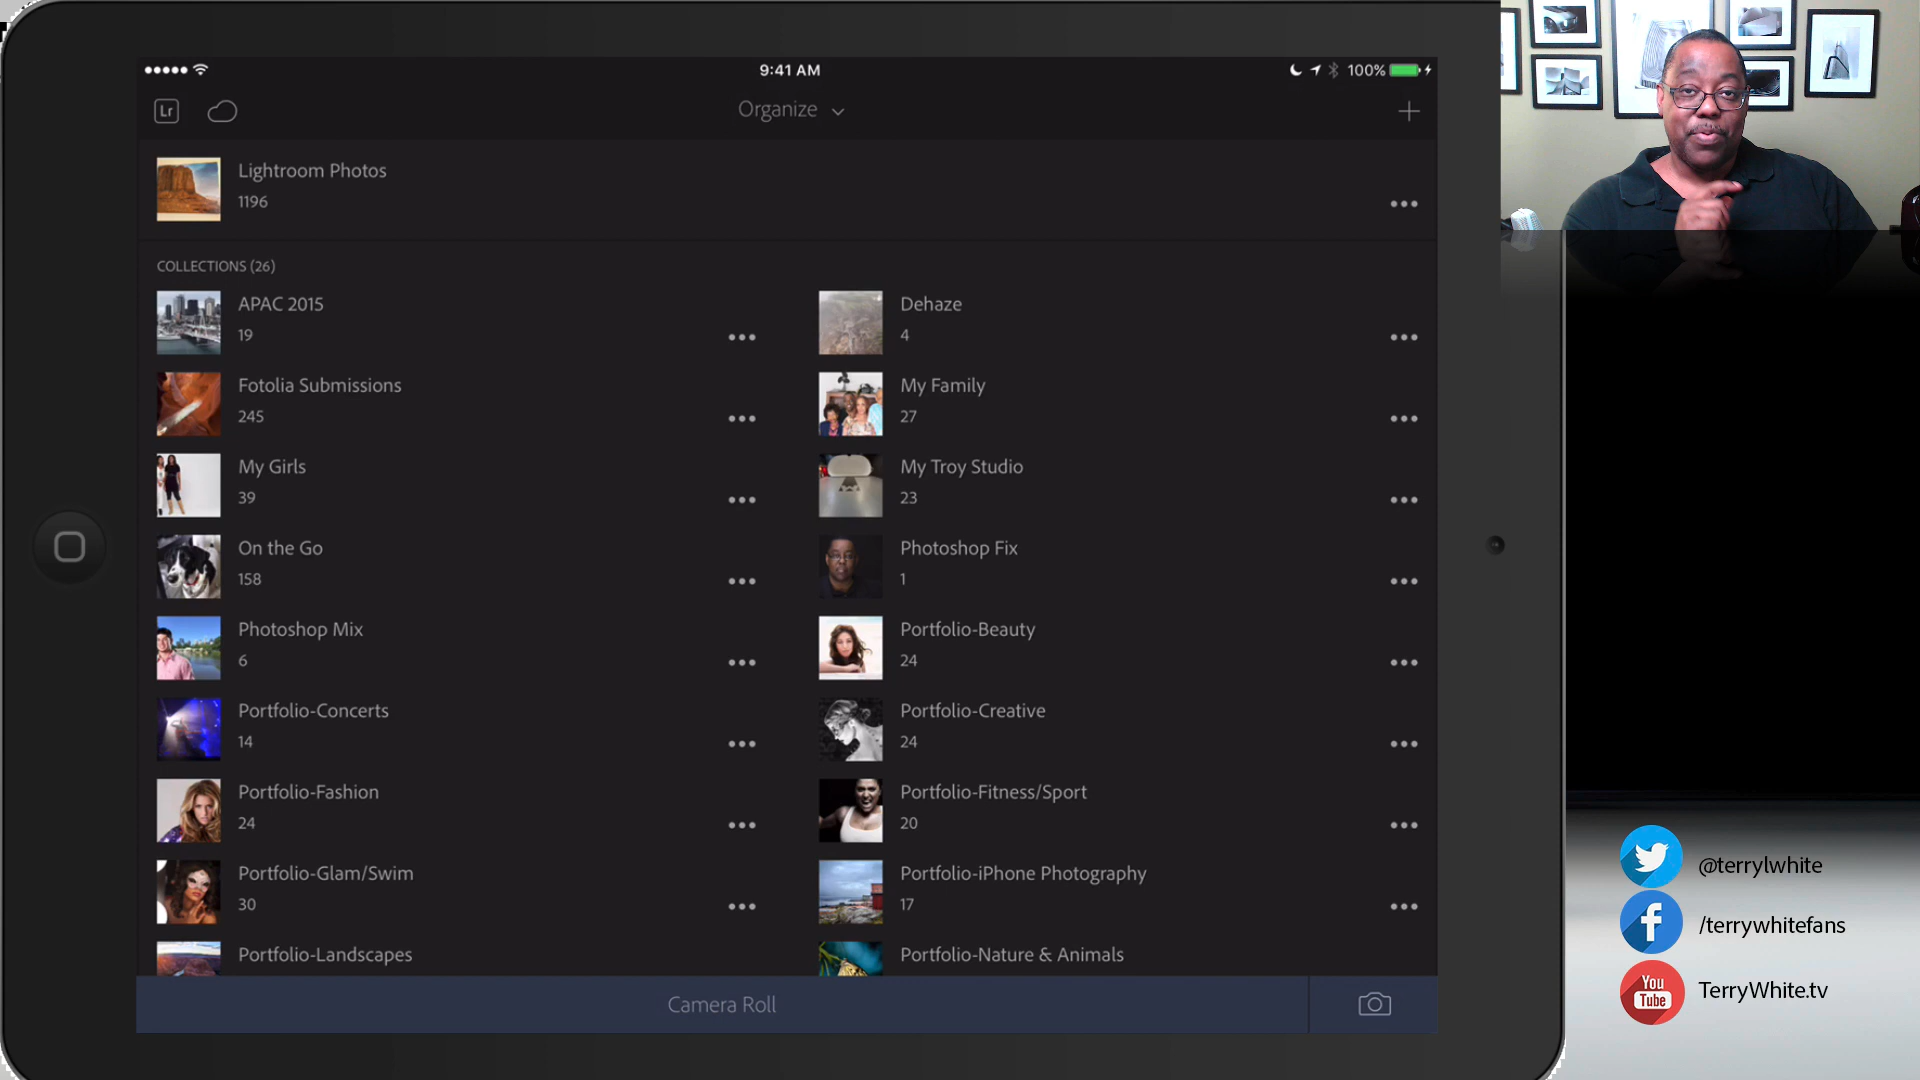 9:41 AM
100%
Lr
Organize
Lightroom Photos
1196
COLLECTIONS (26)
APAC 2015
19
Dehaze
4
Fotolia Submissions
245
My Family
27
My Girls
39
My Troy Studio
23
On the Go
158
Photoshop Fix
1
Photoshop Mix
6
Portfolio-Beauty
24
Portfolio-Concerts
14
Portfolio-Creative
24
Portfolio-Fashion
24
Portfolio-Fitness/Sport
20
Portfolio-Glam/Swim
30
Portfolio-iPhone Photography
17
Portfolio-Landscapes
Portfolio-Nature & Animals
Camera Roll
@terrylwhite
f
/terrywhitefans
You
Tube
TerryWhite.tv